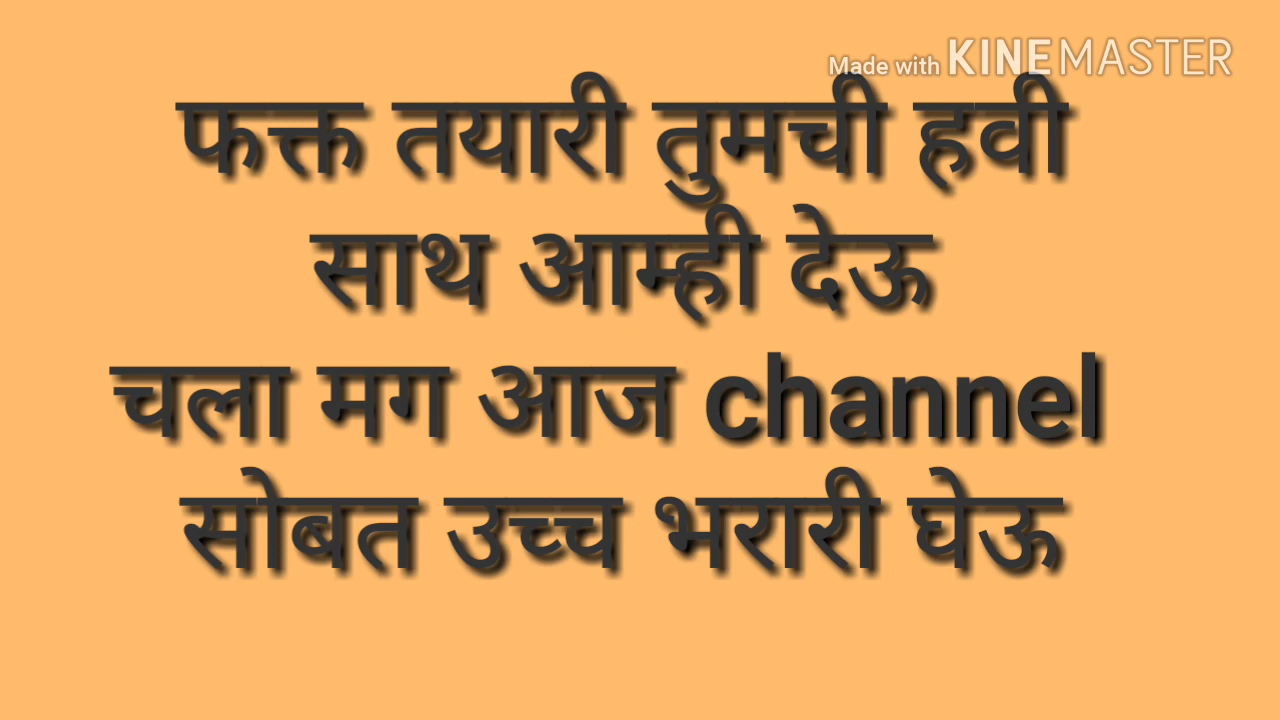 Made with KINEMASTER
फक्त तयारी तुमची हवी
साथ आम्ही देऊ
चला मग आज channel
सोबत उच्च भरारी घेऊ